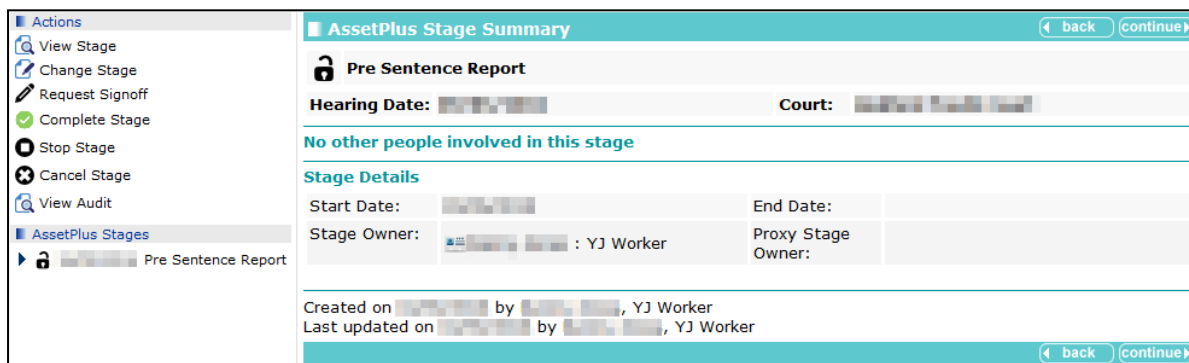 Actions
View Stage
Change Stage
Request Signoff
Complete Stage
Stop Stage
Cancel Stage
View Audit
AssetPlus Stages
Pre Sentence Report
AssetPlus Stage Summary
back continue
Pre Sentence Report
Hearing Date: Court:
No other people involved in this stage
Stage Details
Start Date: End Date:
Stage Owner: : YJ Worker Proxy Stage
Owner:
Created on by , YJ Worker
Last updated on by , YJ Worker
back continue